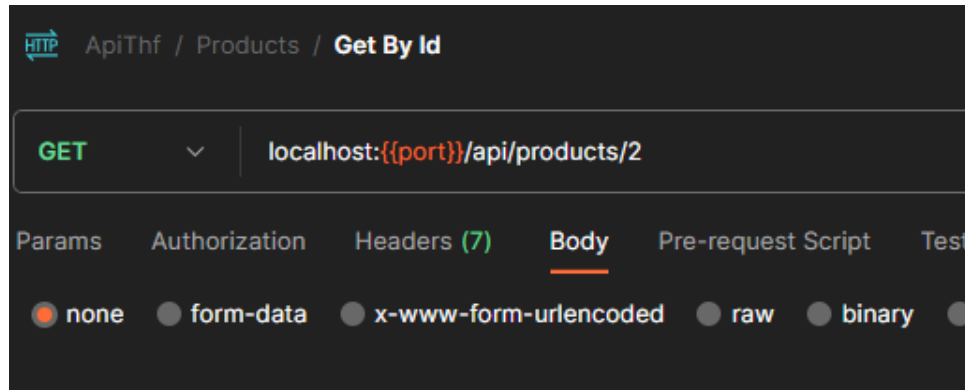 HTTP ApiThf / Products / Get By Id
GET localhost:{{port}}/api/products/2
Params Authorization Headers (7) Body Pre-request Script Test
none form-data x-www-form-urlencoded raw binary